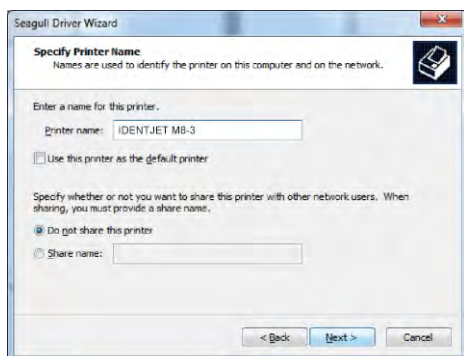 Seagull Driver Wizard
Specify Printer Name
Names are used to identify the printer on this computer and on the network.
Enter a name for this printer.
Printer name: IDENTJET M8-3
Use this printer as the default printer
Specify whether or not you want to share this printer with other network users. When
sharing, you must provide a share name.
Do not share this printer
Share name:
< Back Next > Cancel